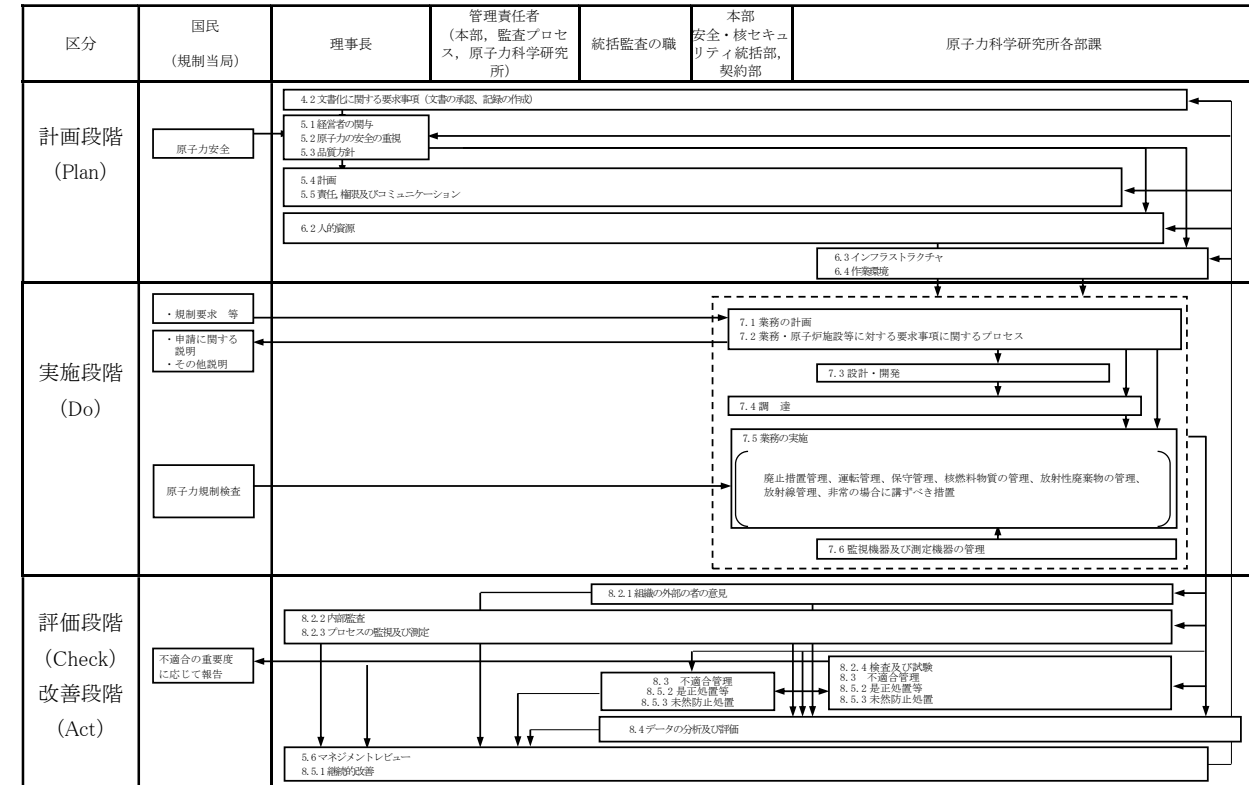 区分
国民
（規制当局）
理事長
管理責任者
（本部，監査プロセ
ス，原子力科学研究
所）
統括監査の職
本部
安全・核セキュ
リティ統括部，
契約部
原子力科学研究所各部課
計画段階
（Plan）
原子力安全
4.2 文書化に関する要求事項（文書の承認、記録の作成）
5.1 経営者の関与
5.2 原子力の安全の重視
5.3 品質方針
5.4 計画
5.5 責任,権限及びコミュニケーション
6.2 人的資源
6.3 インフラストラクチャ
6.4 作業環境
実施段階
（Do）
・規制要求　等
・申請に関する
説明
・その他説明
原子力規制検査
7.1 業務の計画
7.2 業務・原子炉施設等に対する要求事項に関するプロセス
7.3 設計・開発
7.4 調　達
7.5 業務の実施
廃止措置管理、運転管理、保守管理、核燃料物質の管理、放射性廃棄物の管理、
放射線管理、非常の場合に講ずべき措置
7.6 監視機器及び測定機器の管理
評価段階
（Check）
改善段階
（Act）
不適合の重要度
に応じて報告
8.2.1 組織の外部の者の意見
8.2.2 内部監査
8.2.3 プロセスの監視及び測定
8.3　不適合管理
8.5.2 是正処置等
8.5.3 未然防止処置
8.2.4 検査及び試験
8.3　不適合管理
8.5.2 是正処置等
8.5.3 未然防止処置
8.4 データの分析及び評価
5.6 マネジメントレビュー
8.5.1 継続的改善